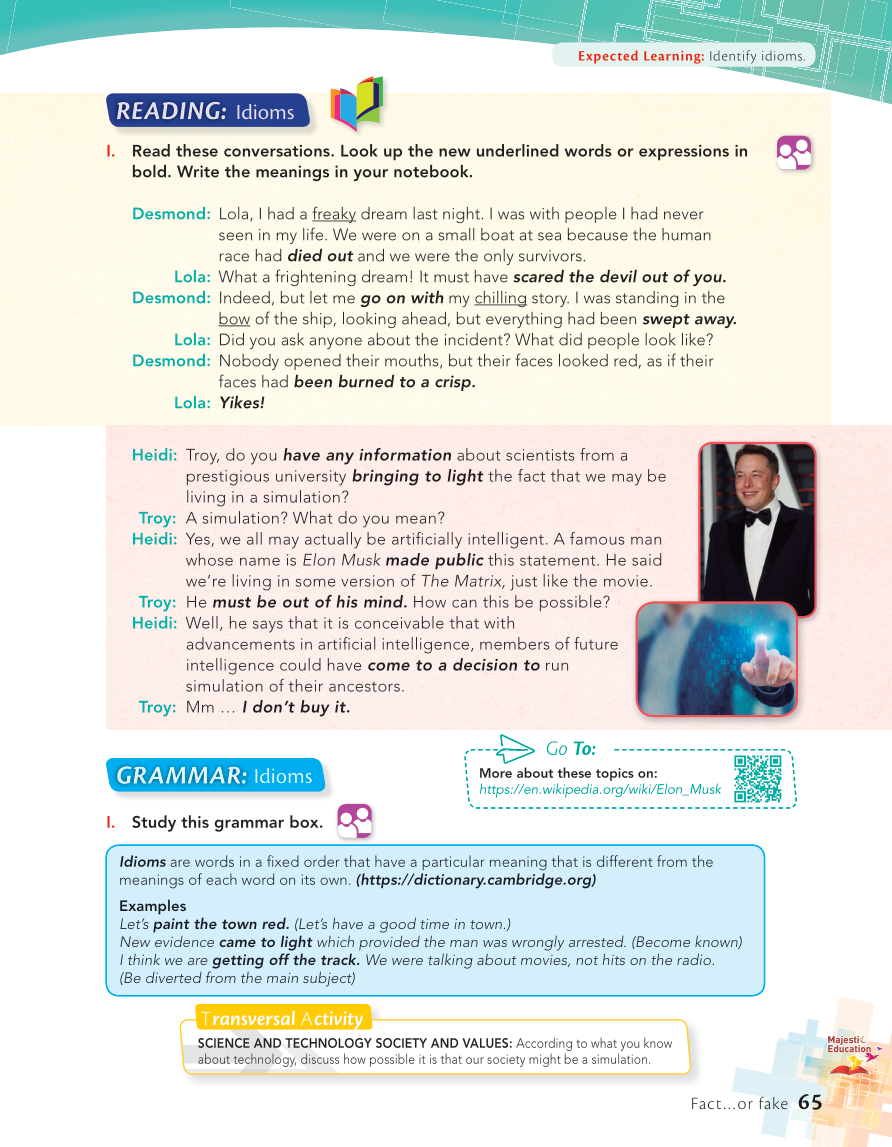 Expected Learning: Identify idioms.
READING: Idioms
I. Read these conversations. Look up the new underlined words or expressions in
bold. Write the meanings in your notebook.
Desmond: Lola, I had a freaky dream last night. I was with people I had never
seen in my life. We were on a small boat at sea because the human
race had died out and we were the only survivors.
Lola: What a frightening dream! It must have scared the devil out of you.
Desmond: Indeed, but let me go on with my chilling story. I was standing in the
bow of the ship, looking ahead, but everything had been swept away.
Lola: Did you ask anyone about the incident? What did people look like?
Desmond: Nobody opened their mouths, but their faces looked red, as if their
faces had been burned to a crisp.
Lola: Yikes!
Heidi: Troy, do you have any information about scientists from a
prestigious university bringing to light the fact that we may be
living in a simulation?
Troy: A simulation? What do you mean?
Heidi: Yes, we all may actually be artificially intelligent. A famous man
whose name is Elon Musk made public this statement. He said
we're living in some version of The Matrix, just like the movie.
Troy: He must be out of his mind. How can this be possible?
Heidi: Well, he says that it is conceivable that with
advancements in artificial intelligence, members of future
intelligence could have come to a decision to run
simulation of their ancestors.
Troy: Mm … I don't buy it.
Go To:
More about these topics on:
https://en.wikipedia.org/wiki/Elon_Musk
GRAMMAR: Idioms
I. Study this grammar box.
Idioms are words in a fixed order that have a particular meaning that is different from the
meanings of each word on its own. (https://dictionary.cambridge.org)
Examples
Let's paint the town red. (Let's have a good time in town.)
New evidence came to light which provided the man was wrongly arrested. (Become known)
I think we are getting off the track. We were talking about movies, not hits on the radio.
(Be diverted from the main subject)
Transversal Activity
SCIENCE AND TECHNOLOGY SOCIETY AND VALUES: According to what you know
about technology, discuss how possible it is that our society might be a simulation.
Majestic
Education
Fact...or fake 65